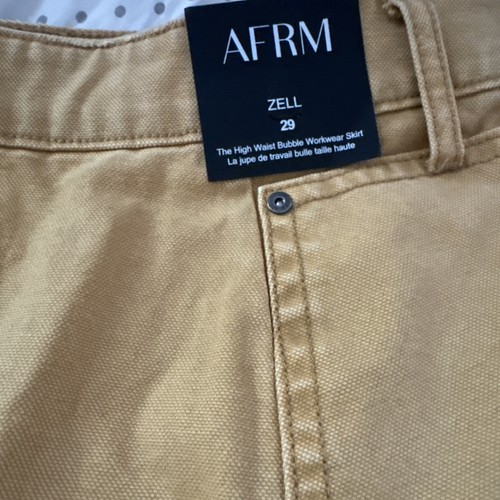 AFRM
ZELL
29
The High Waist Bubble Workwear Skirt
La jupe de travail bulle taille haute